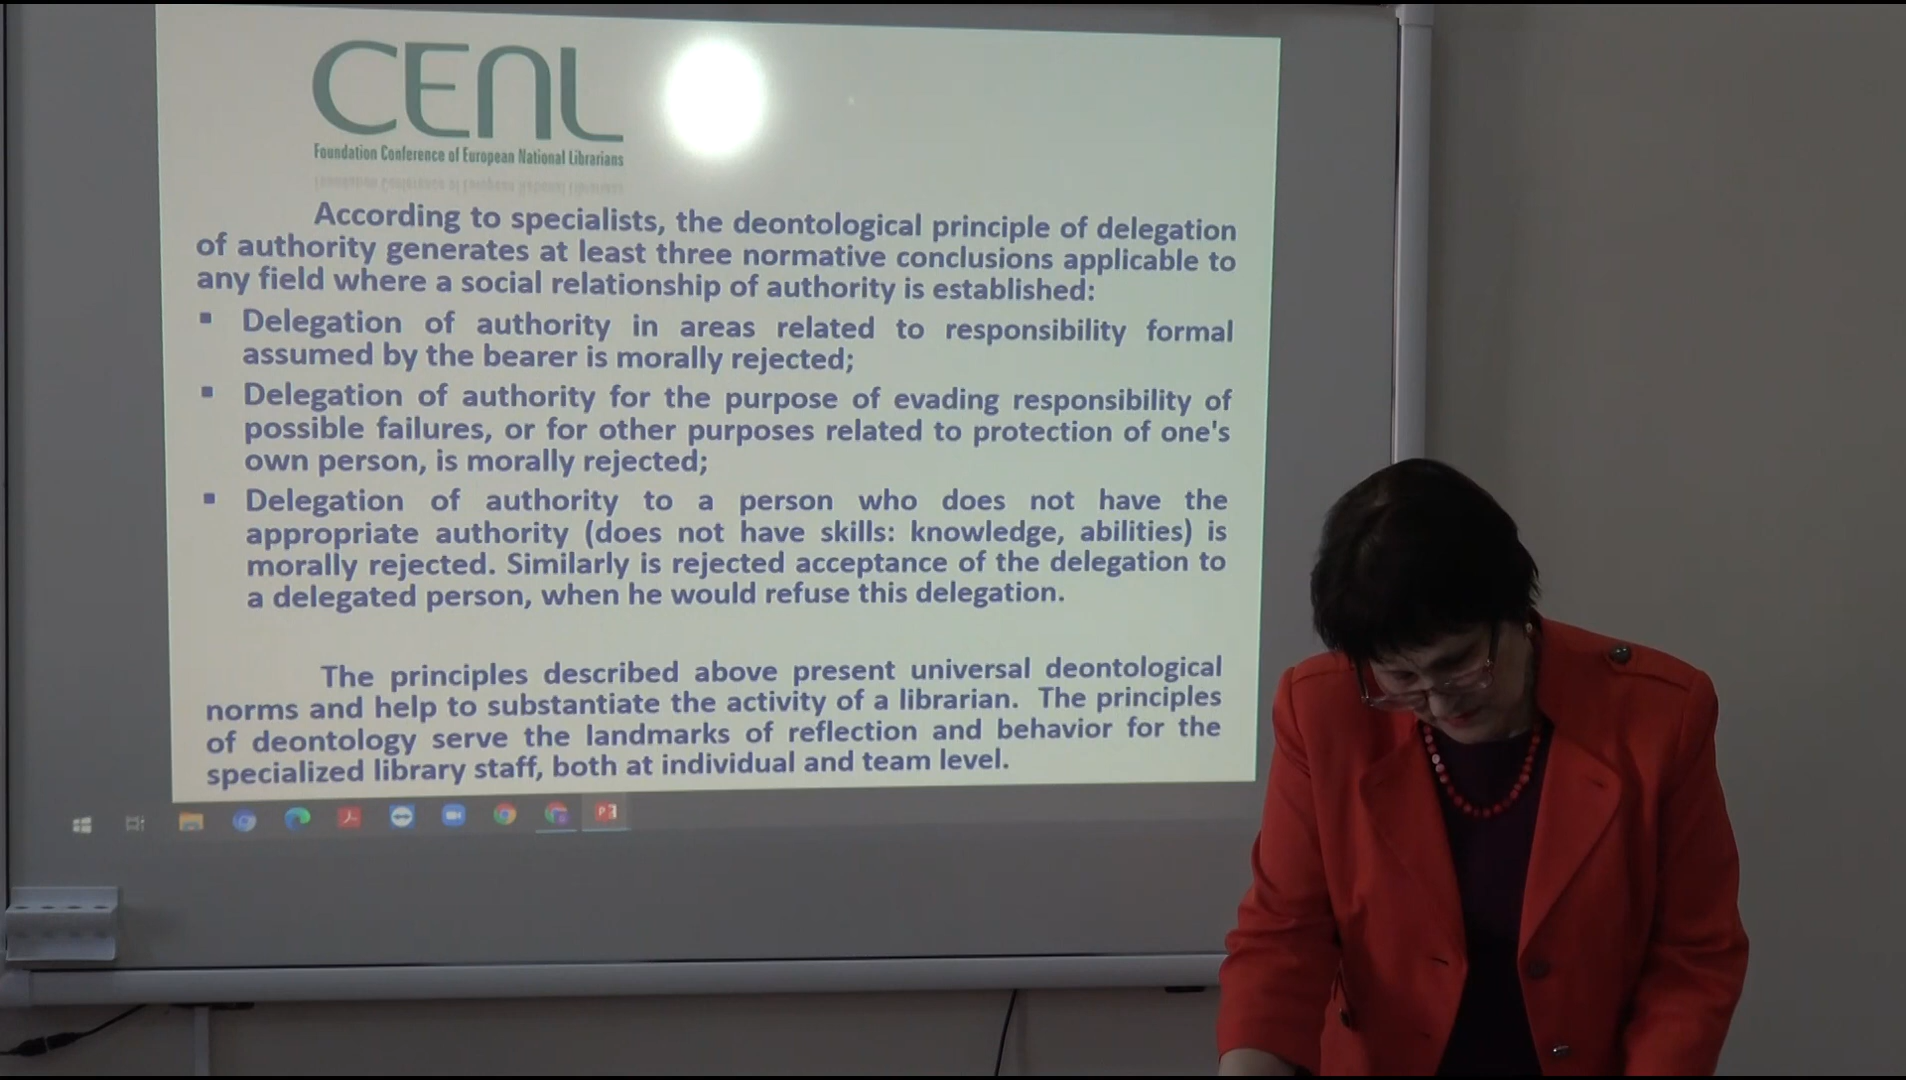 CENL
Foundation Conference of European National Librarians
According to specialists, the deontological principle of delegation
of authority generates at least three normative conclusions applicable to
any field where a social relationship of authority is established:
▪ Delegation of authority in areas related to responsibility formal
assumed by the bearer is morally rejected;
▪ Delegation of authority for the purpose of evading responsibility of
possible failures, or for other purposes related to protection of one's
own person, is morally rejected;
▪ Delegation of authority to a person who does not have the
appropriate authority (does not have skills: knowledge, abilities) is
morally rejected. Similarly is rejected acceptance of the delegation to
a delegated person, when he would refuse this delegation.
The principles described above present universal deontological
norms and help to substantiate the activity of a librarian. The principles
of deontology serve the landmarks of reflection and behavior for the
specialized library staff, both at individual and team level.